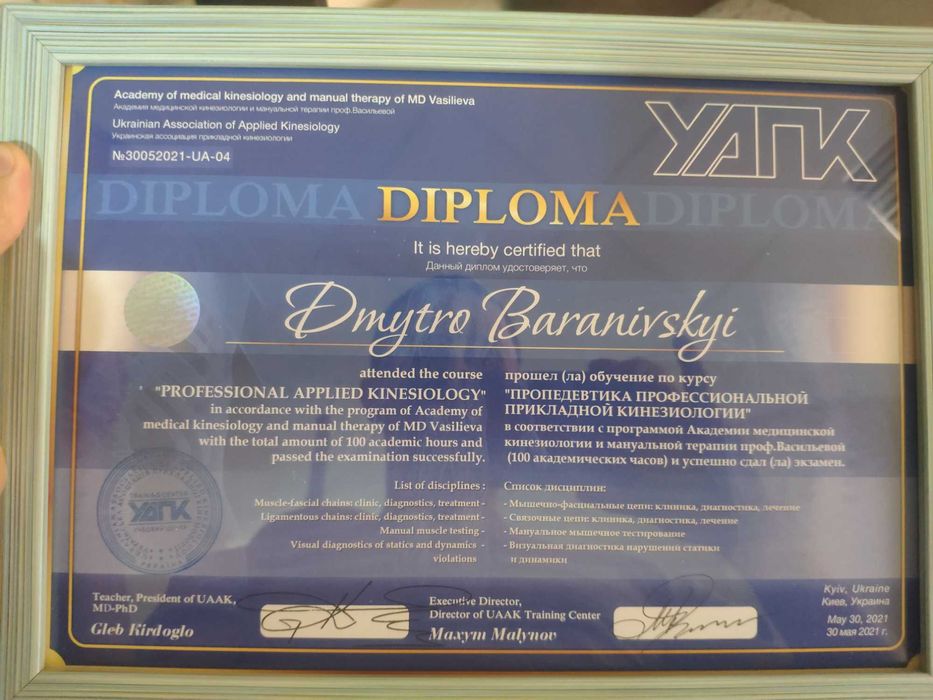 Academy of medical kinesiology and manual therapy of MD Vasilieva
Академия медицинской кинезиологии и мануальной терапии проф.Васильевой
Ukrainian Association of Applied Kinesiology
Украинская ассоциация прикладной кинезиологии
№30052021-UA-04
УАПК
DIPLOMA DIPLOMA DIPLOMA
It is hereby certified that
Данный диплом удостоверяет, что
Dmytro Baranivskyi
attended the course
"PROFESSIONAL APPLIED KINESIOLOGY"
in accordance with the program of Academy of
medical kinesiology and manual therapy of MD Vasilieva
with the total amount of 100 academic hours and
passed the examination successfully.
прошел (ла) обучение по курсу
"ПРОПЕДЕВТИКА ПРОФЕССИОНАЛЬНОЙ
ПРИКЛАДНОЙ КИНЕЗИОЛОГИИ"
в соответствии с программой Академии медицинской
кинезиологии и мануальной терапии проф.Васильевой
(100 академических часов) и успешно сдал (ла) экзамен.
List of disciplines :
Muscle-fascial chains: clinic, diagnostics, treatment -
Ligamentous chains: clinic, diagnostics, treatment -
Manual muscle testing -
Visual diagnostics of statics and dynamics -
violations
Список дисциплин:
- Мышечно-фасциальные цепи: клиника, диагностика, лечение
- Связочные цепи: клиника, диагностика, лечение
- Мануальное мышечное тестирование
- Визуальная диагностика нарушений статики
и динамики
TRAINING CENTER
УАПК
Teacher, President of UAAK,
MD-PhD
Gleb Kirdoglo
Executive Director,
Director of UAAK Training Center
Maxym Malynov
Kyiv, Ukraine
Киев, Украина
May 30, 2021
30 мая 2021 г.